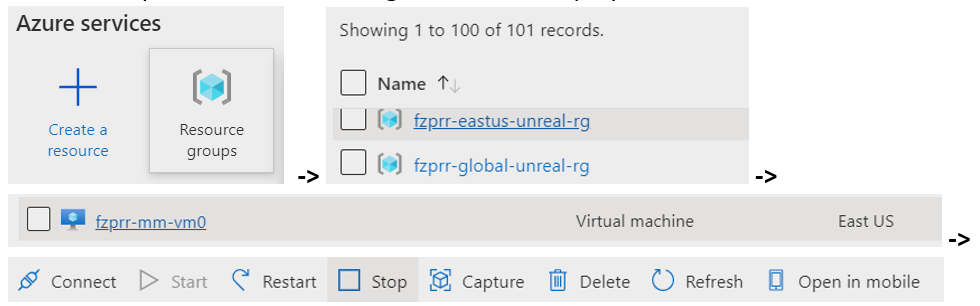 Azure services
Create a
resource
Resource
groups
->
Showing 1 to 100 of 101 records.
Name ↑↓
fzprr-eastus-unreal-rg
fzprr-global-unreal-rg
->
fzprr-mm-vm0 Virtual machine East US
->
Connect Start Restart Stop Capture Delete Refresh Open in mobile